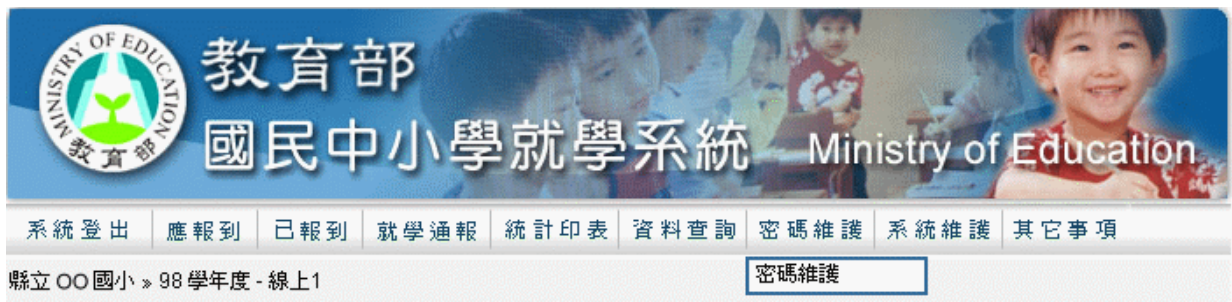 MINISTRY OF EDUCATION
教育部
教育部
國民中小學就學系統
Ministry of Education
系統登出 應報到 已報到 就學通報 統計印表 資料查詢 密碼維護 系統維護 其它事項
縣立OO國小 » 98學年度 - 線上1
密碼維護